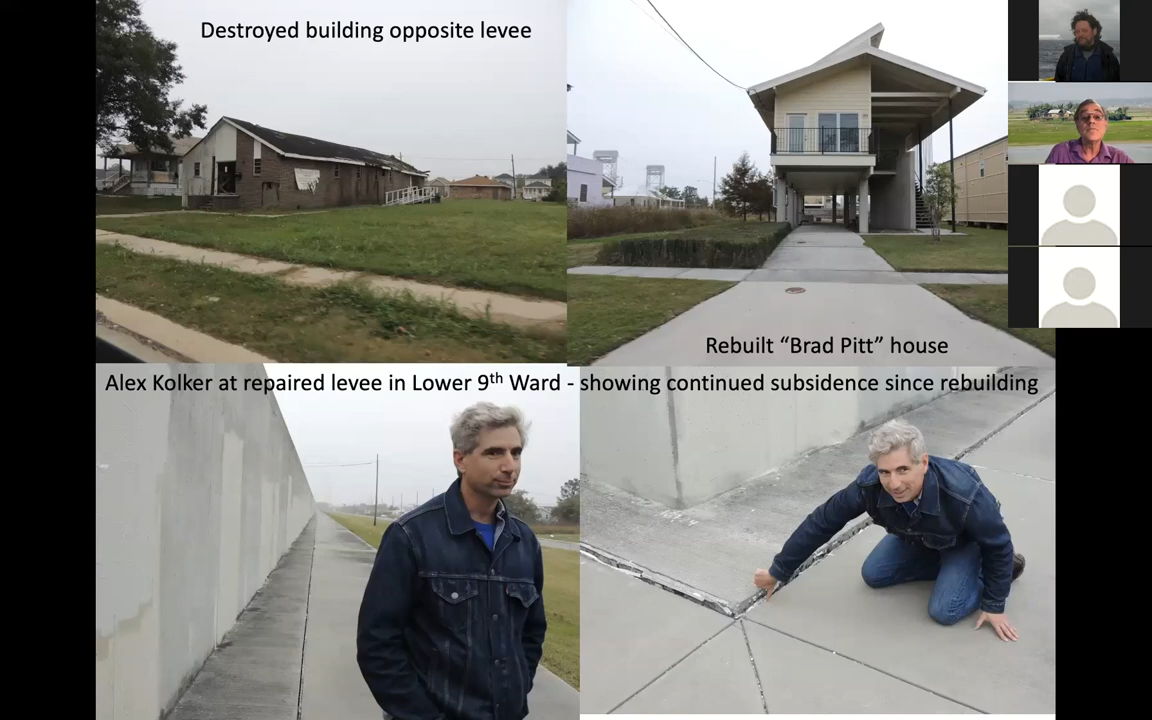 Destroyed building opposite levee
Rebuilt “Brad Pitt” house
Alex Kolker at repaired levee in Lower 9th Ward - showing continued subsidence since rebuilding